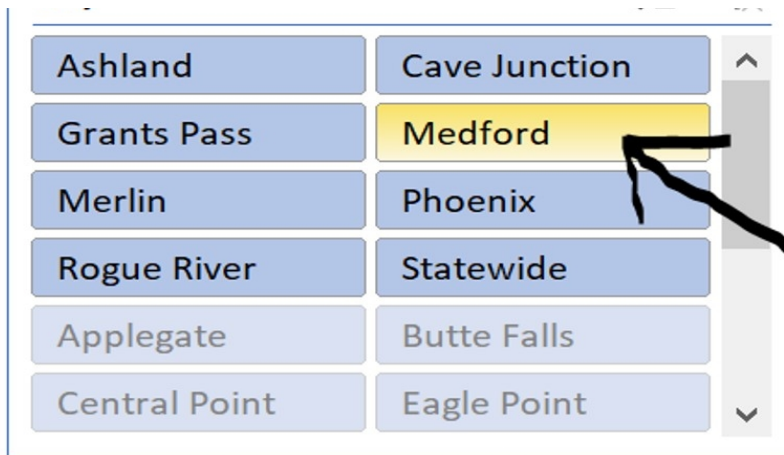 Ashland Cave Junction
Grants Pass Medford
Merlin Phoenix
Rogue River Statewide
Applegate Butte Falls
Central Point Eagle Point